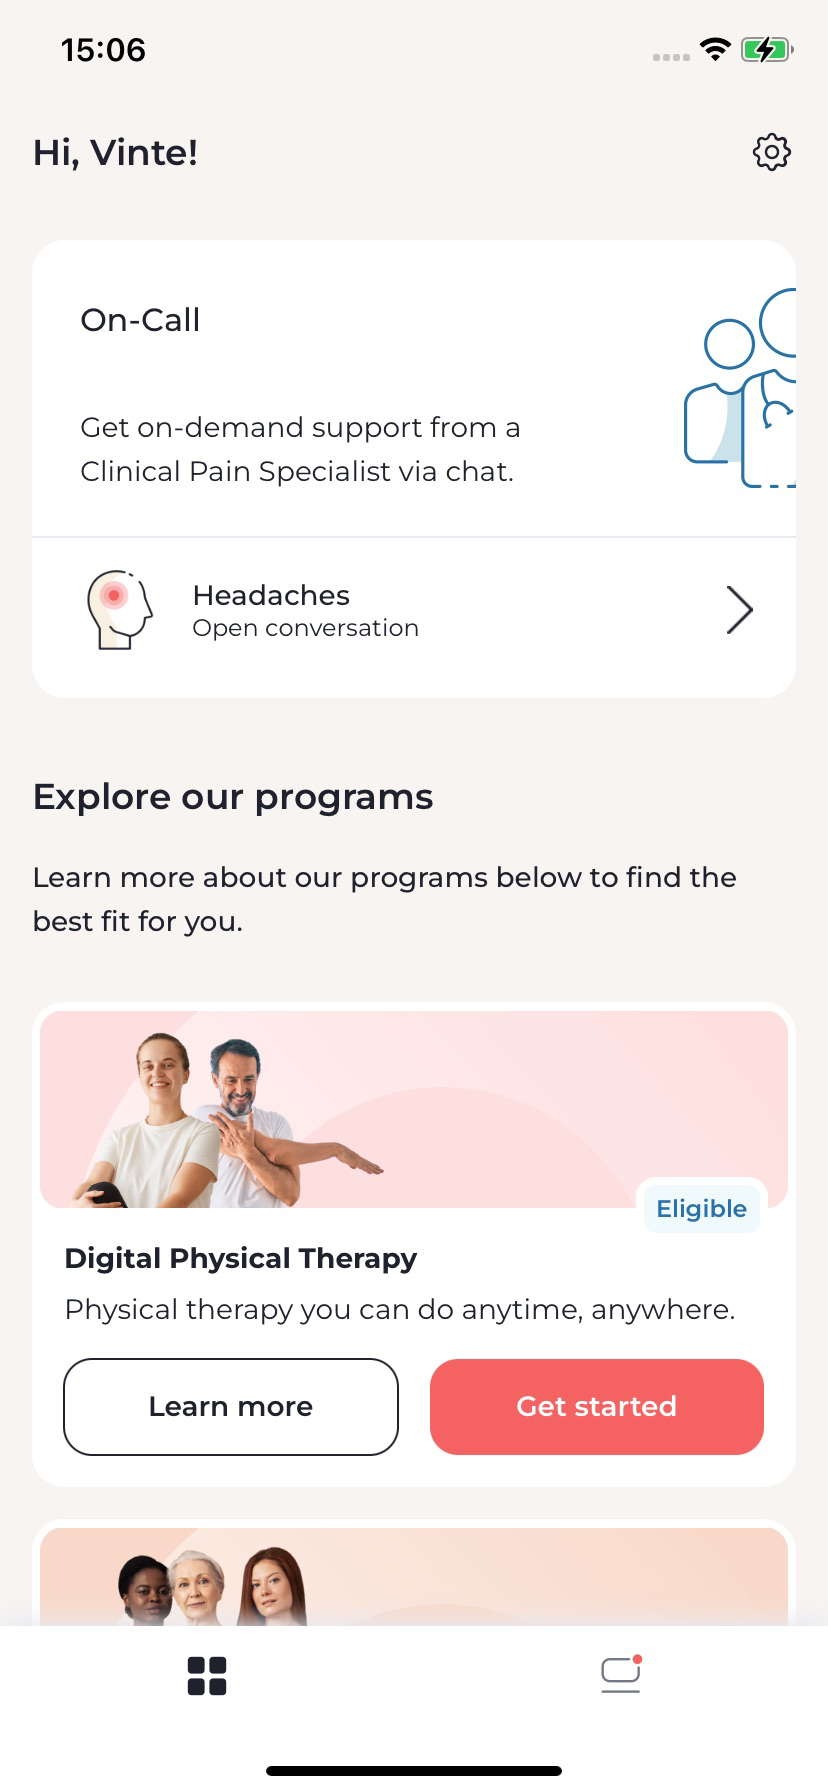 15:06
Hi, Vinte!
On-Call
Get on-demand support from a
Clinical Pain Specialist via chat.
Headaches
Open conversation
Explore our programs
Learn more about our programs below to find the
best fit for you.
Eligible
Digital Physical Therapy
Physical therapy you can do anytime, anywhere.
Learn more
Get started